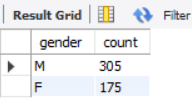 Result Grid Filter
gender count
M 305
F 175